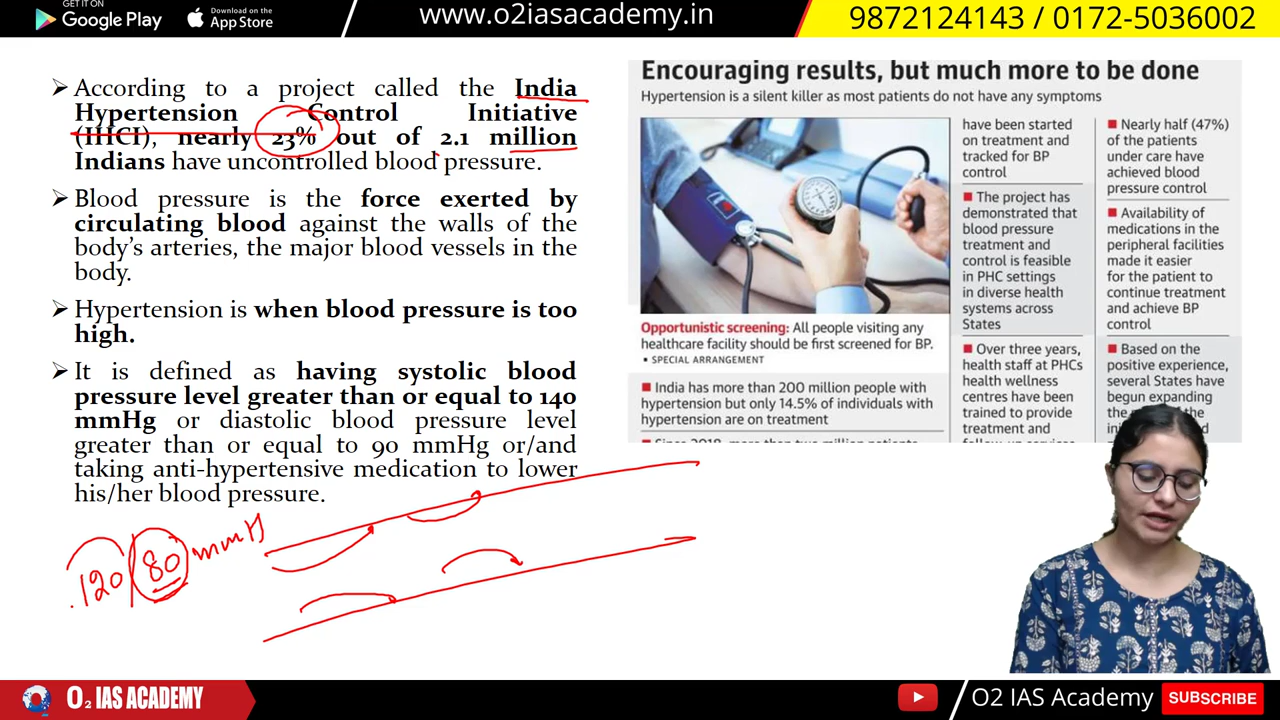 GET IT ON
Google Play
Download on the
App Store
www.o2iasacademy.in
9872124143 / 0172-5036002
➢ According to a project called the India
Hypertension Control Initiative
(IHCI), nearly 23% out of 2.1 million
Indians have uncontrolled blood pressure.
➢ Blood pressure is the force exerted by
circulating blood against the walls of the
body's arteries, the major blood vessels in the
body.
➢ Hypertension is when blood pressure is too
high.
➢ It is defined as having systolic blood
pressure level greater than or equal to 140
mmHg or diastolic blood pressure level
greater than or equal to 90 mmHg or/and
taking anti-hypertensive medication to lower
his/her blood pressure.
120/80 mmH
Encouraging results, but much more to be done
Hypertension is a silent killer as most patients do not have any symptoms
Opportunistic screening: All people visiting any
healthcare facility should be first screened for BP.
• SPECIAL ARRANGEMENT
■ India has more than 200 million people with
hypertension but only 14.5% of individuals with
hypertension are on treatment
■ Since 2018, more than two million patients
have been started
on treatment and
tracked for BP
control
■ The project has
demonstrated that
blood pressure
treatment and
control is feasible
in PHC settings
in diverse health
systems across
States
■ Over three years,
health staff at PHCs
health wellness
centres have been
trained to provide
treatment and
follow-up services
■ Nearly half (47%)
of the patients
under care have
achieved blood
pressure control
■ Availability of
medications in the
peripheral facilities
made it easier
for the patient to
continue treatment
and achieve BP
control
■ Based on the
positive experience,
several States have
begun expanding
the
O2 IAS ACADEMY
O2 IAS Academy
SUBSCRIBE